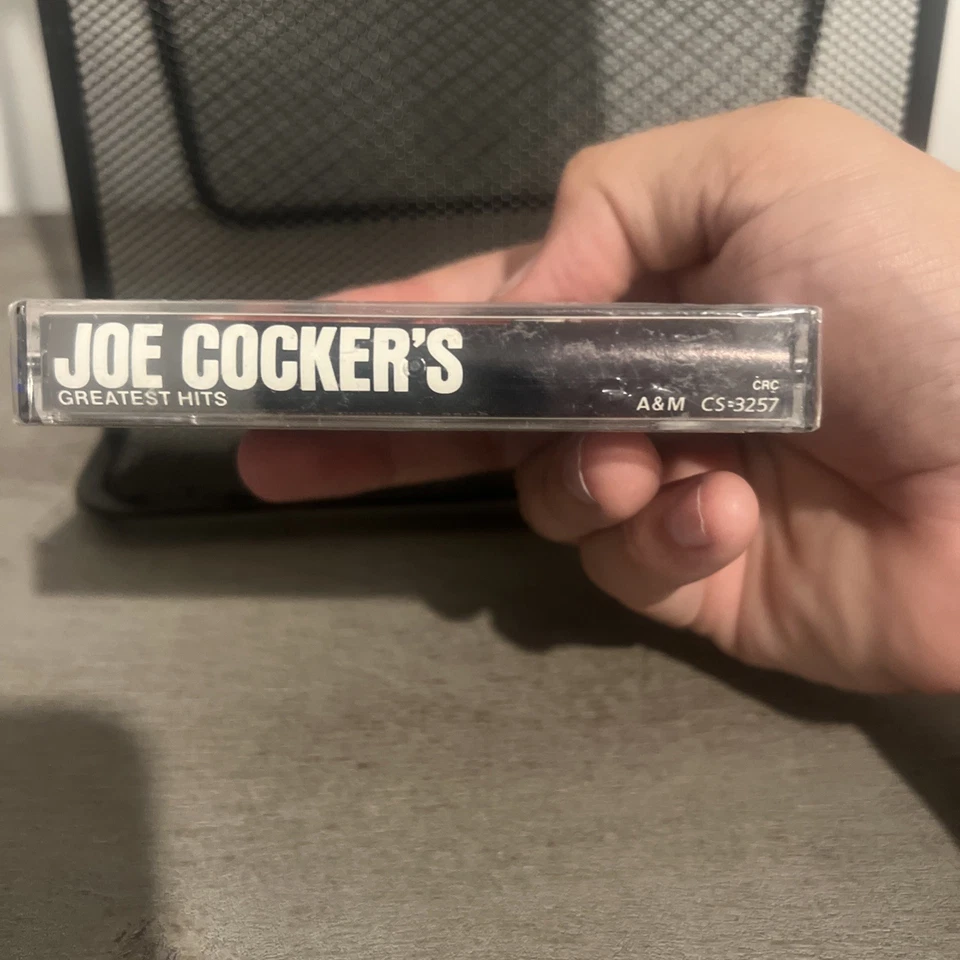 JOE COCKER'S
GREATEST HITS
CRC
A&M CS-3257